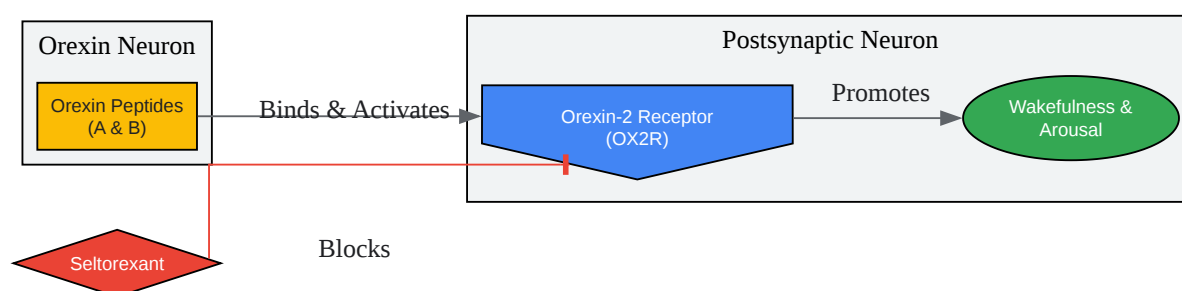 Orexin Neuron
Orexin Peptides
(A & B)
Binds & Activates
Postsynaptic Neuron
Orexin-2 Receptor
(OX2R)
Promotes
Wakefulness &
Arousal
Seltorexant
Blocks